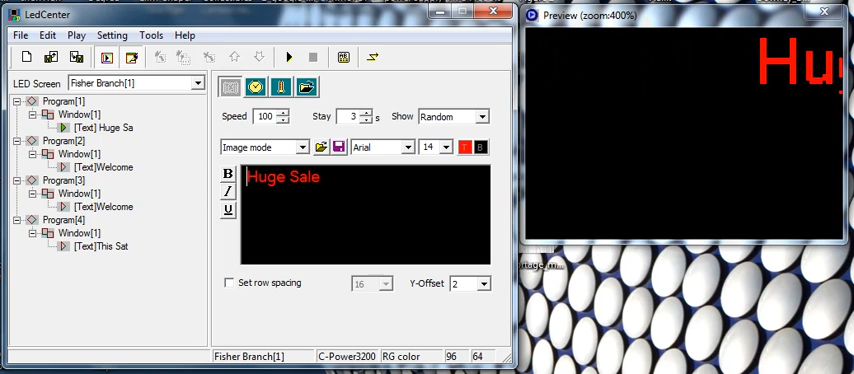 LedCenter
File Edit Play Setting Tools Help
LED Screen Fisher Branch[1]
Program[1]
Window[1]
[Text] Huge Sa
Program[2]
Window[1]
[Text]Welcome
Program[3]
Window[1]
[Text]Welcome
Program[4]
Window[1]
[Text]This Sat
Speed 100 Stay 3 s Show Random
Image mode Arial 14 T B
B
I
U
Huge Sale
Set row spacing 16 Y-Offset 2
Fisher Branch[1] C-Power3200 RG color 96 64
Preview (zoom:400%)
Hu